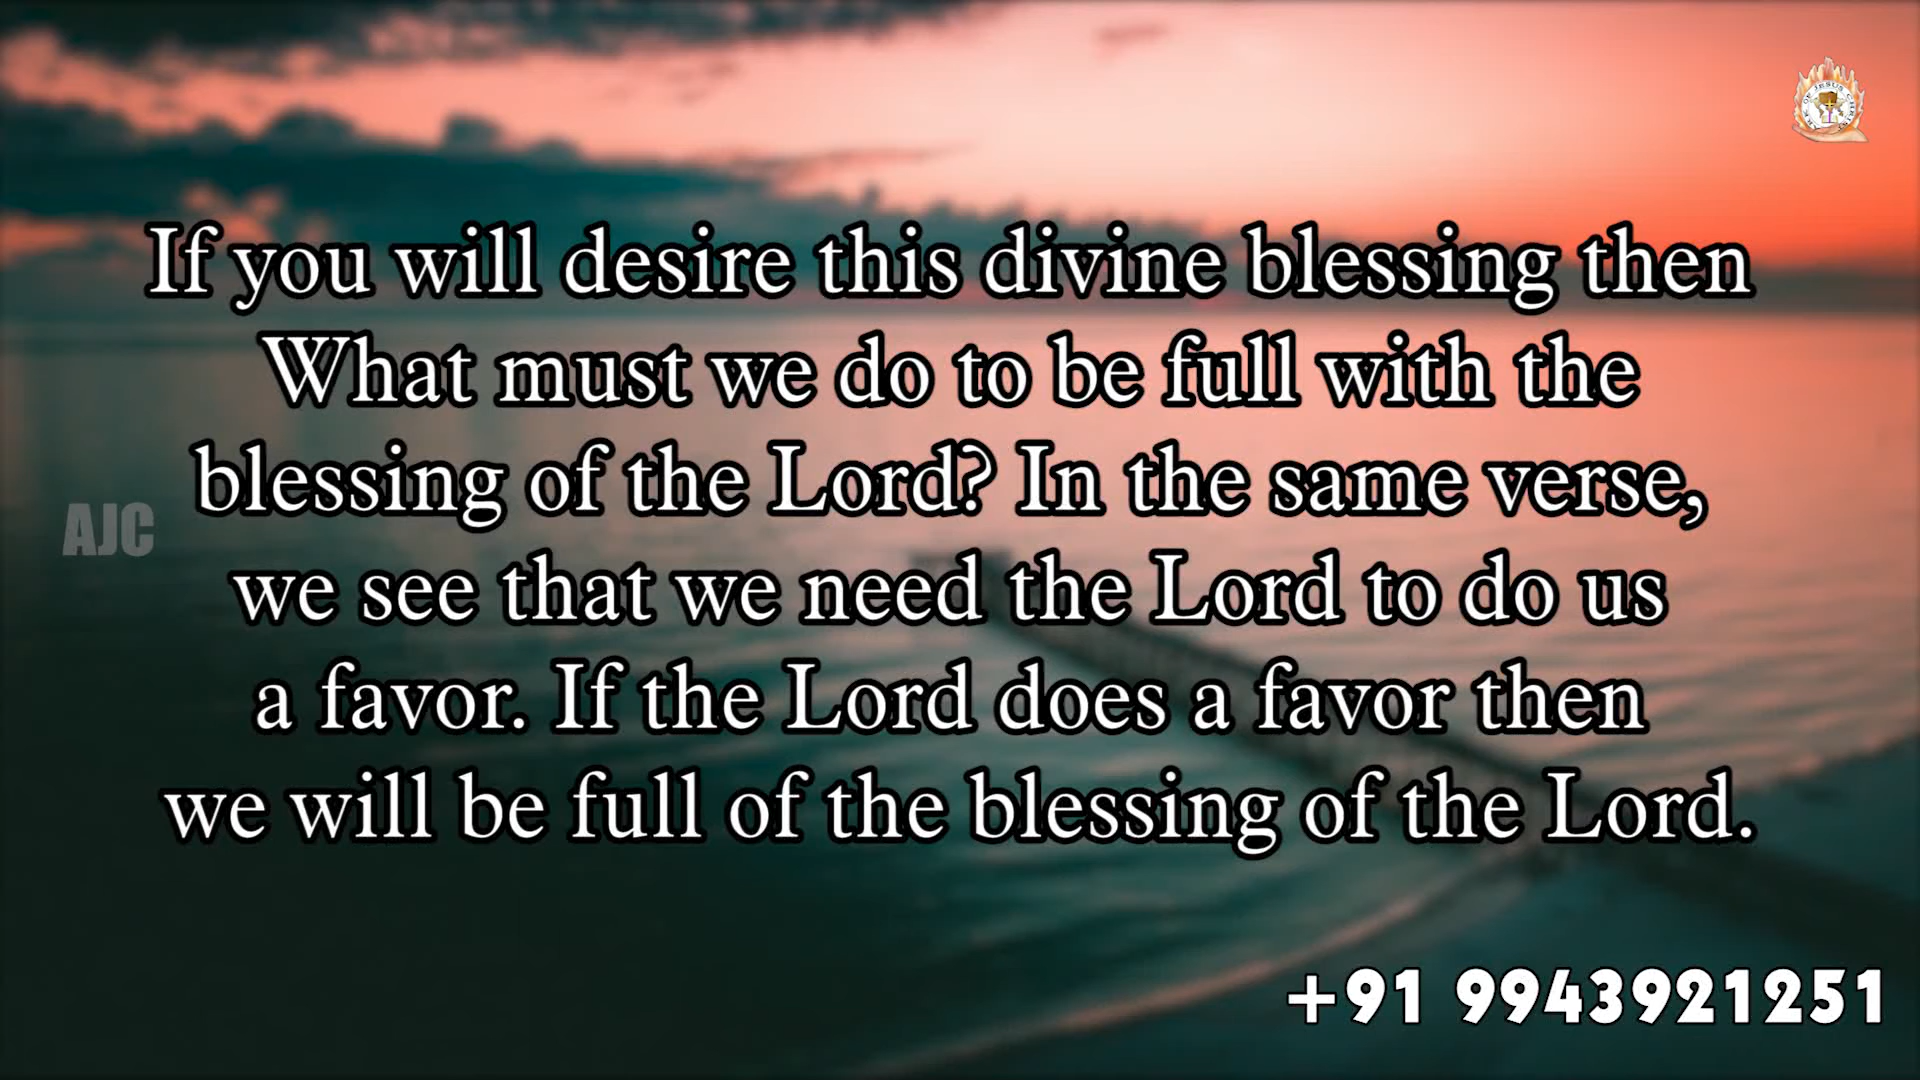 If you will desire this divine blessing then
What must we do to be full with the
blessing of the Lord? In the same verse,
we see that we need the Lord to do us
a favor. If the Lord does a favor then
we will be full of the blessing of the Lord.
AJC
+91 9943921251